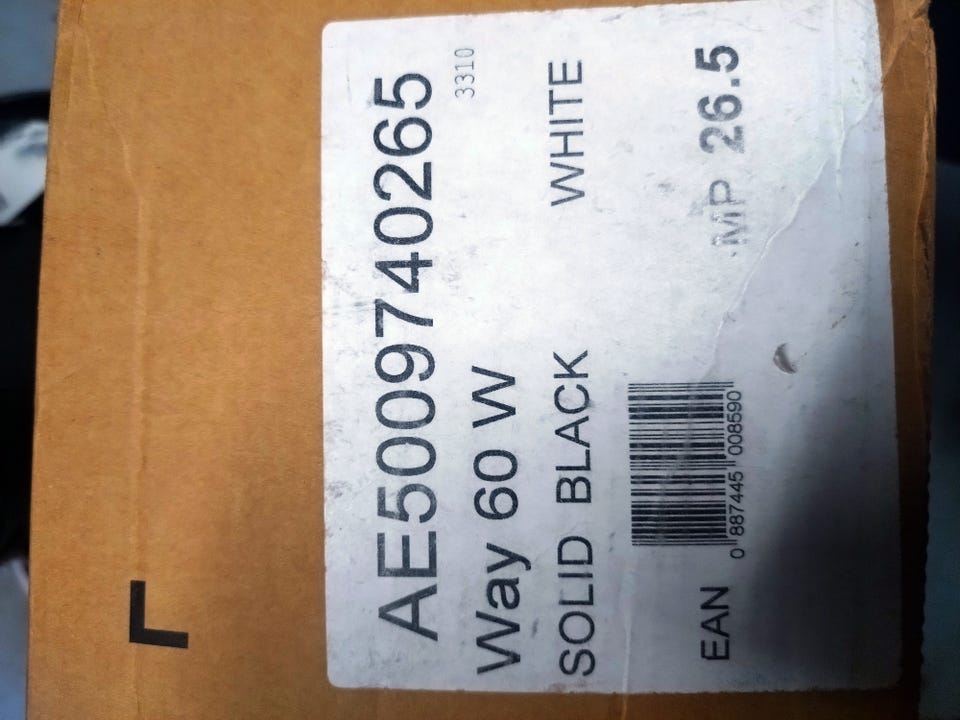 L
AE5009740265
3310
Way 60 W
SOLID BLACK WHITE
0 887445 008590
EAN MP 26.5